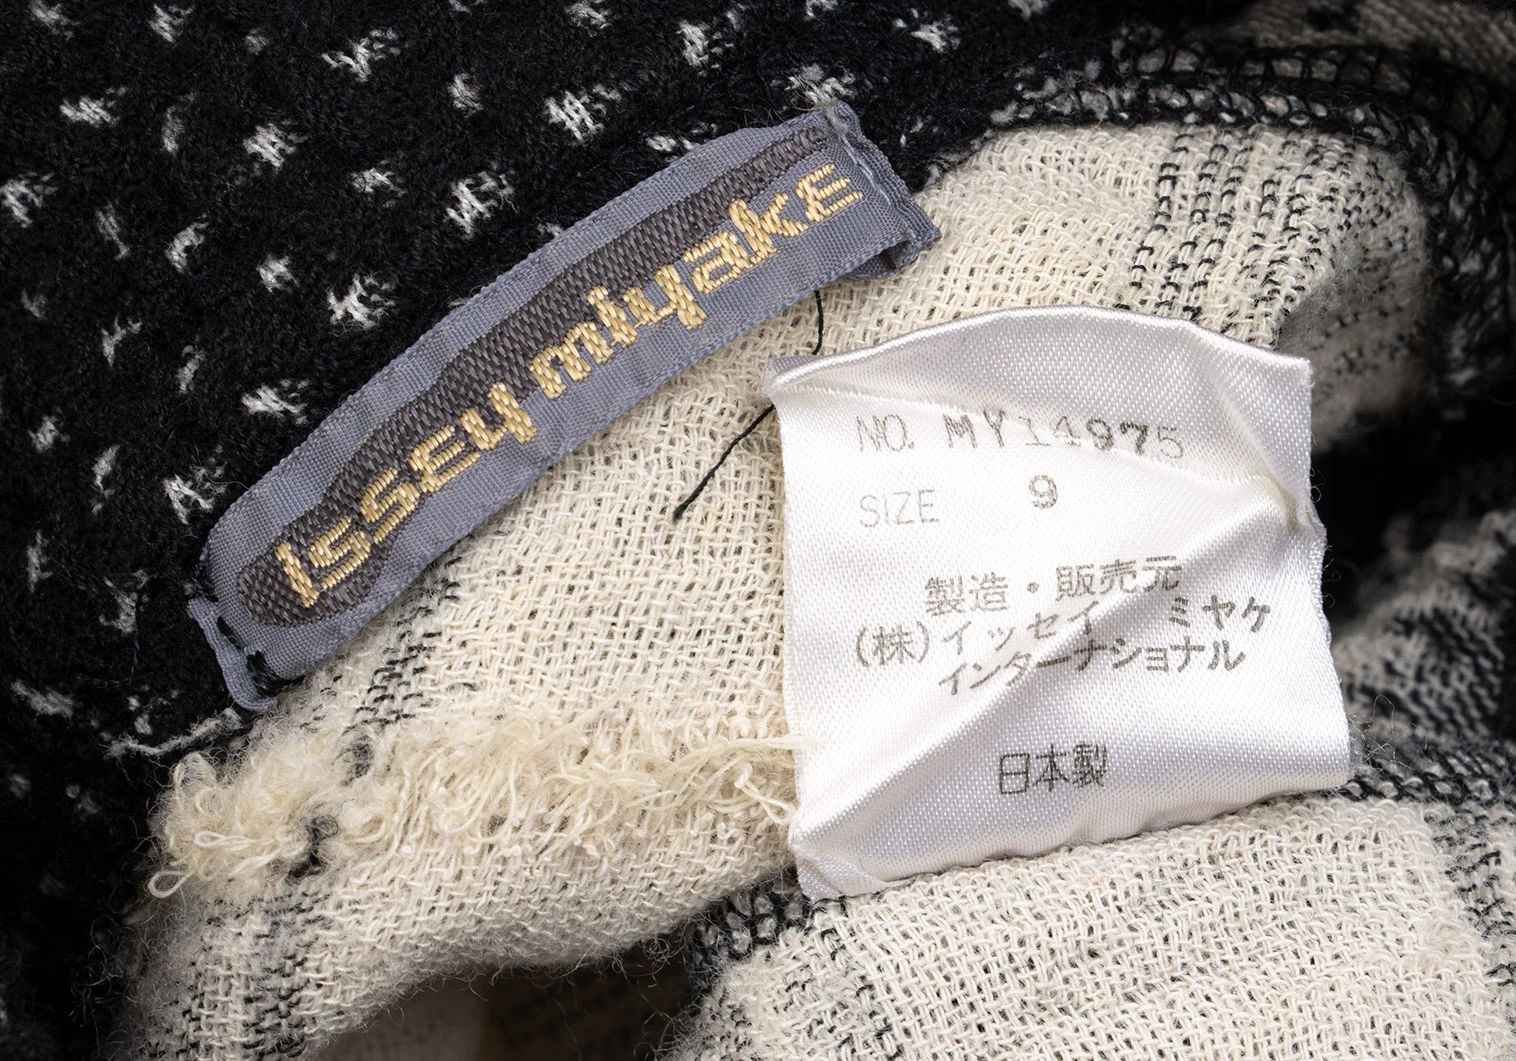 ISSEY mIyakE
NO. MY14975
SIZE 9
製造・販売元
(株)イッセイ ミヤケ
インターナショナル
日本製